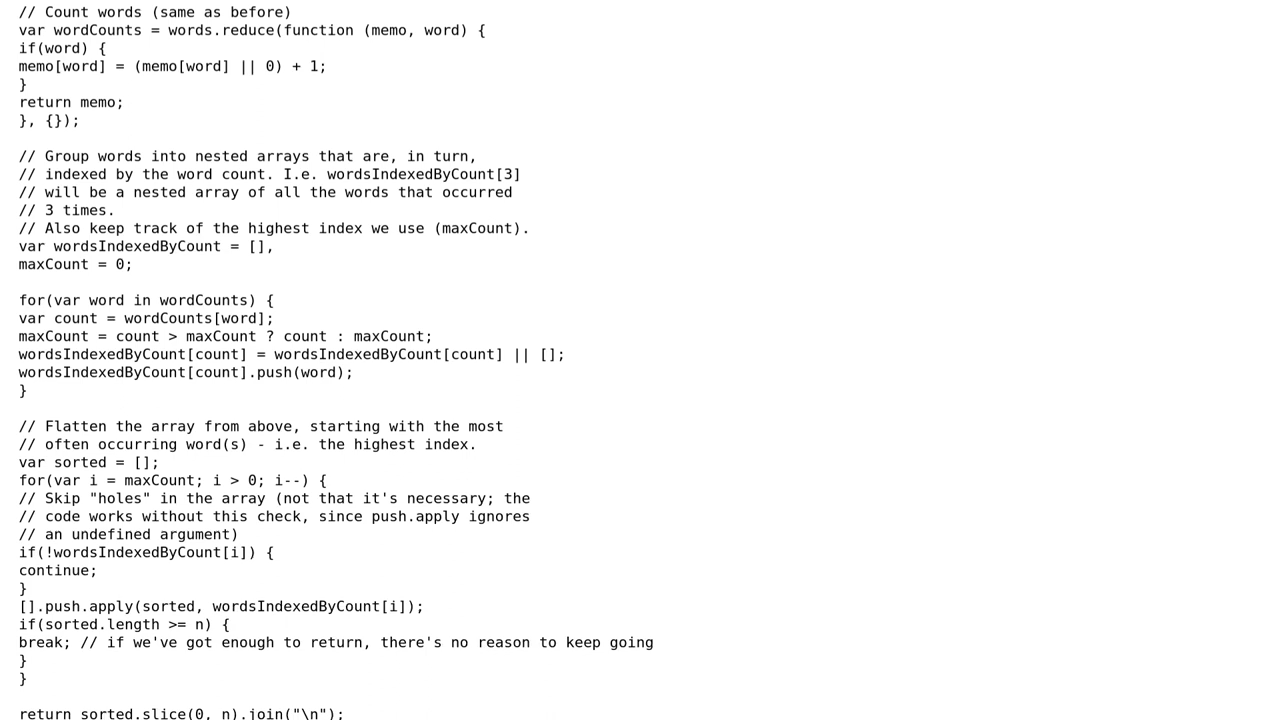 // Count words (same as before)
var wordCounts = words.reduce(function (memo, word) {
if(word) {
memo[word] = (memo[word] || 0) + 1;
}
return memo;
}, {});

// Group words into nested arrays that are, in turn,
// indexed by the word count. I.e. wordsIndexedByCount[3]
// will be a nested array of all the words that occurred
// 3 times.
// Also keep track of the highest index we use (maxCount).
var wordsIndexedByCount = [],
maxCount = 0;

for(var word in wordCounts) {
var count = wordCounts[word];
maxCount = count > maxCount ? count : maxCount;
wordsIndexedByCount[count] = wordsIndexedByCount[count] || [];
wordsIndexedByCount[count].push(word);
}

// Flatten the array from above, starting with the most
// often occurring word(s) - i.e. the highest index.
var sorted = [];
for(var i = maxCount; i > 0; i--) {
// Skip "holes" in the array (not that it's necessary; the
// code works without this check, since push.apply ignores
// an undefined argument)
if(!wordsIndexedByCount[i]) {
continue;
}
[].push.apply(sorted, wordsIndexedByCount[i]);
if(sorted.length >= n) {
break; // if we've got enough to return, there's no reason to keep going
}
}

return sorted.slice(0, n).join("\n");